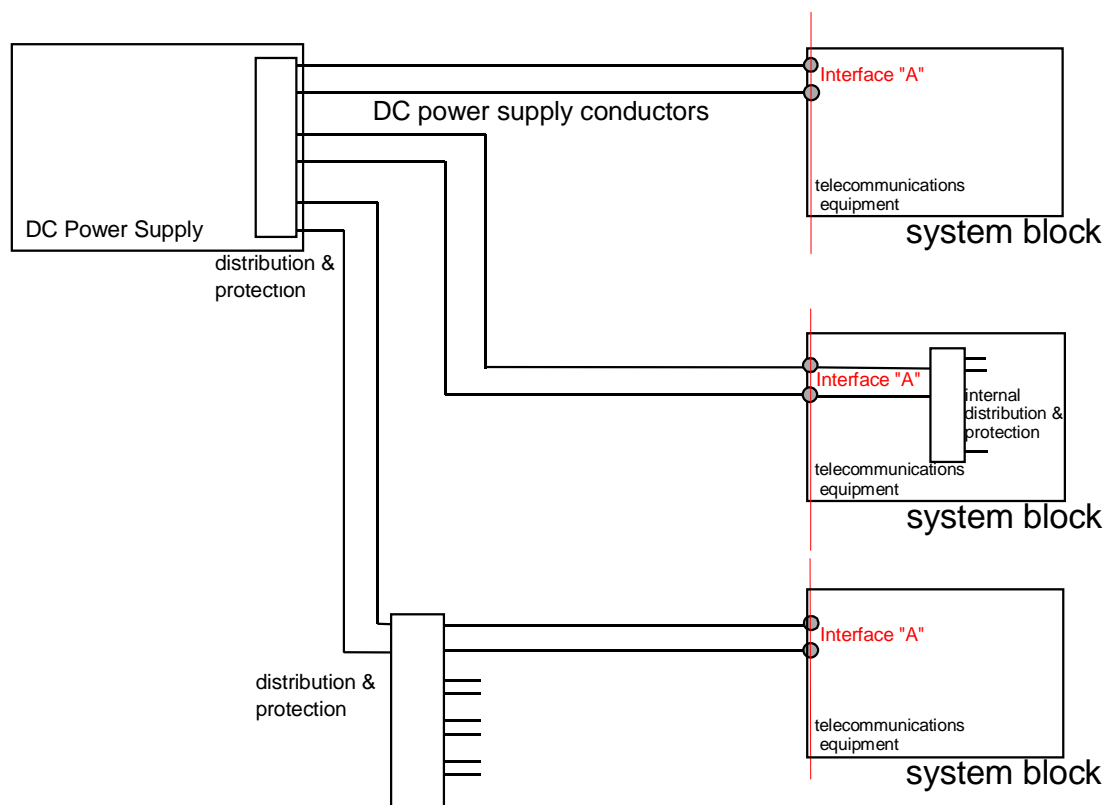 Interface "A"
DC power supply conductors
telecommunications
equipment
DC Power Supply
system block
distribution &
protection
Interface "A"
internal
distribution &
protection
telecommunications
equipment
system block
Interface "A"
distribution &
protection
telecommunications
equipment
system block